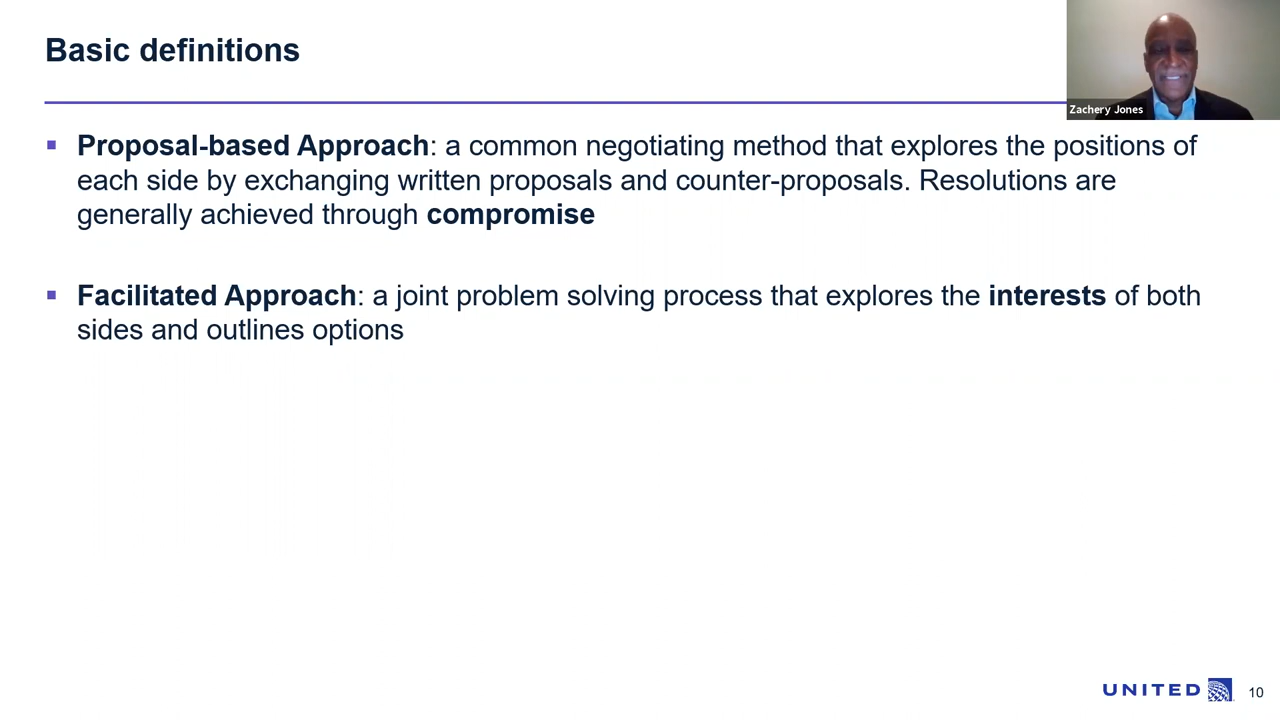 Basic definitions
Zachery Jones
▪ Proposal-based Approach: a common negotiating method that explores the positions of
each side by exchanging written proposals and counter-proposals. Resolutions are
generally achieved through compromise
▪ Facilitated Approach: a joint problem solving process that explores the interests of both
sides and outlines options
UNITED 10